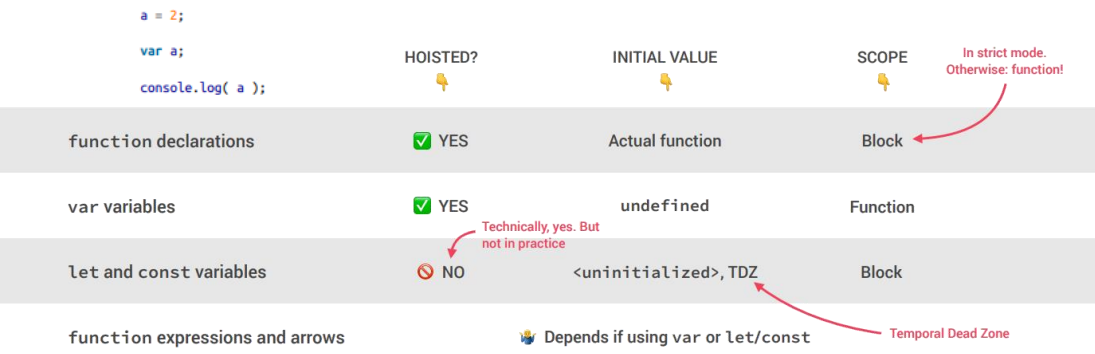 a = 2;
var a;
console.log( a );
HOISTED?
INITIAL VALUE
SCOPE
In strict mode.
Otherwise: function!
👇
👇
👇
function declarations
✅ YES
Actual function
Block
var variables
✅ YES
undefined
Function
Technically, yes. But
not in practice
let and const variables
🚫 NO
<uninitialized>, TDZ
Block
Temporal Dead Zone
function expressions and arrows
🤷‍♂️ Depends if using var or let/const